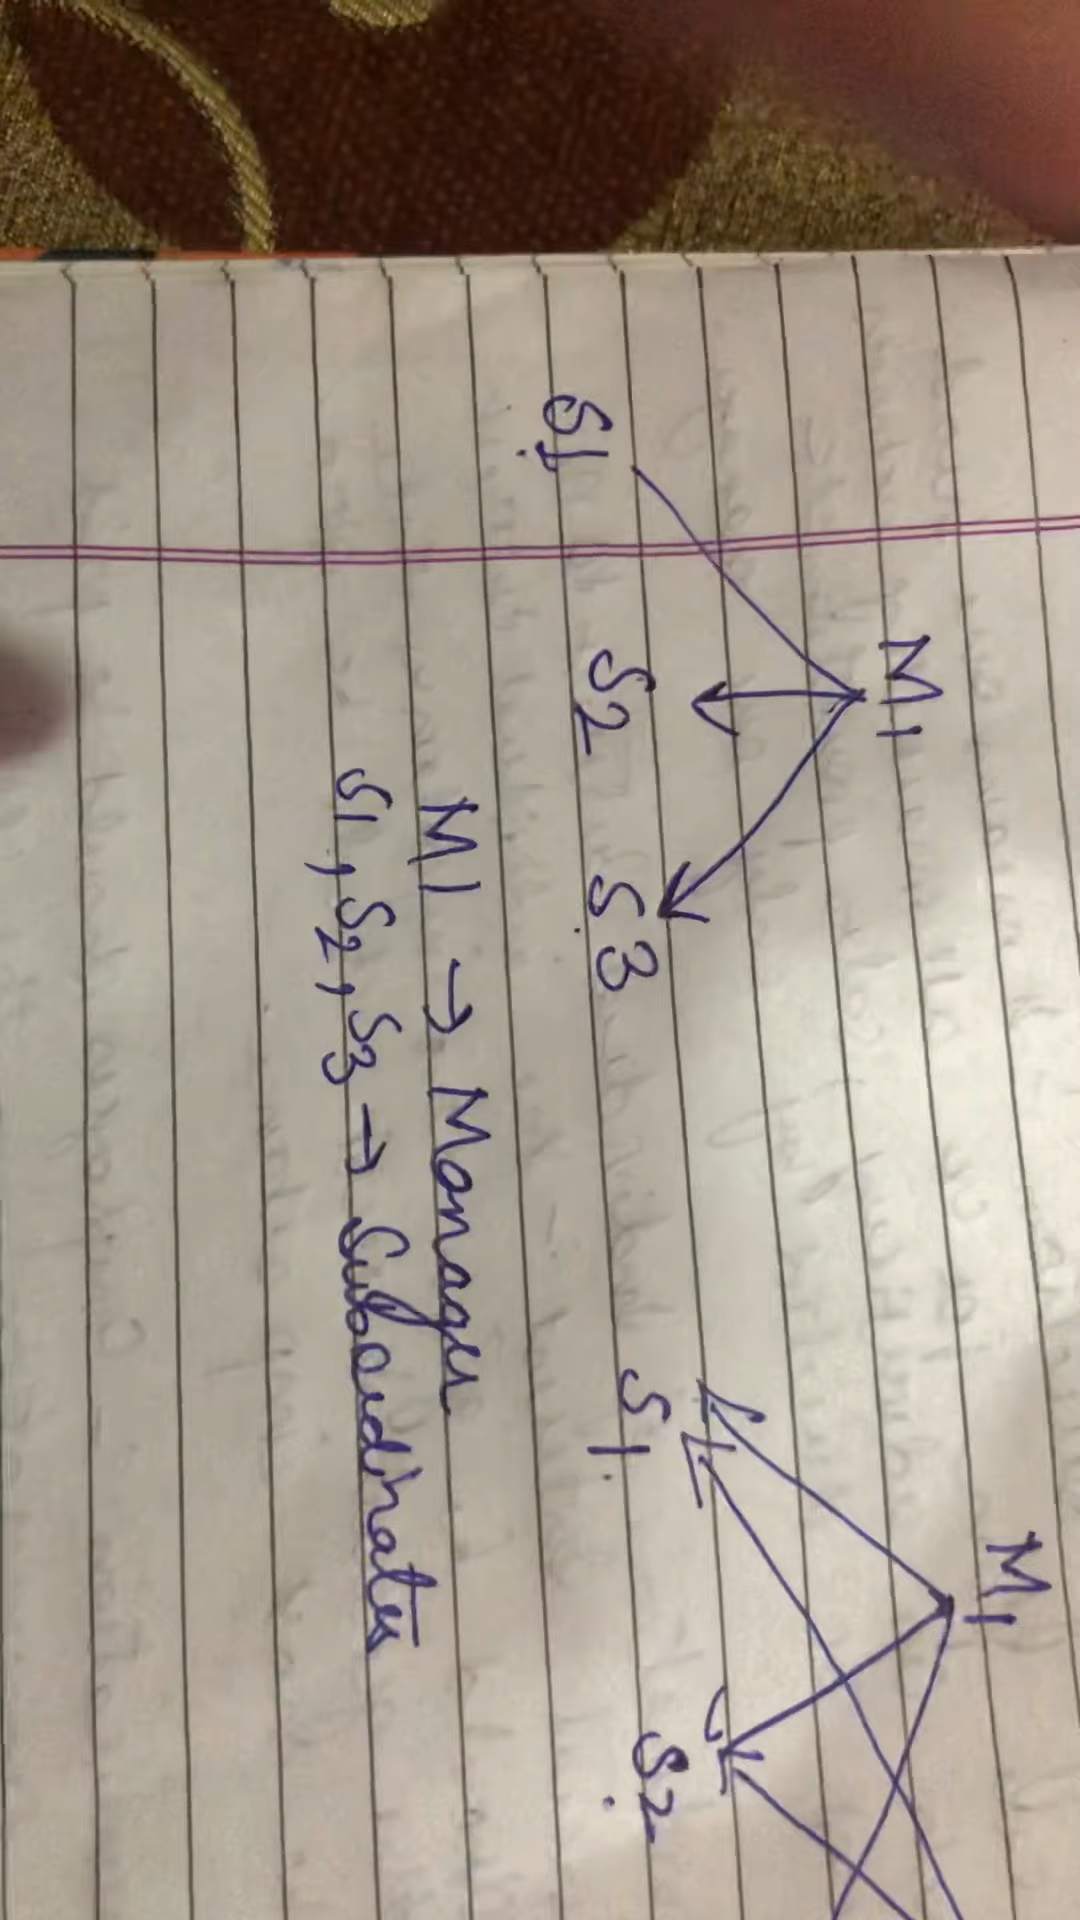 M1 M1
S1 S2 S3 S1 S2
M1 → Manager
S1, S2, S3 → Subordinates